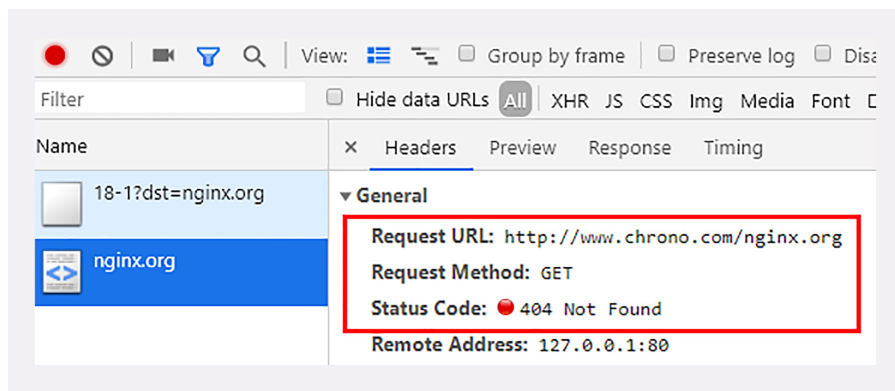 View: Group by frame Preserve log
Filter Hide data URLs All XHR JS CSS Img Media Font
Name × Headers Preview Response Timing
18-1?dst=nginx.org
▼ General
Request URL: http://www.chrono.com/nginx.org
nginx.org
Request Method: GET
Status Code: 404 Not Found
Remote Address: 127.0.0.1:80